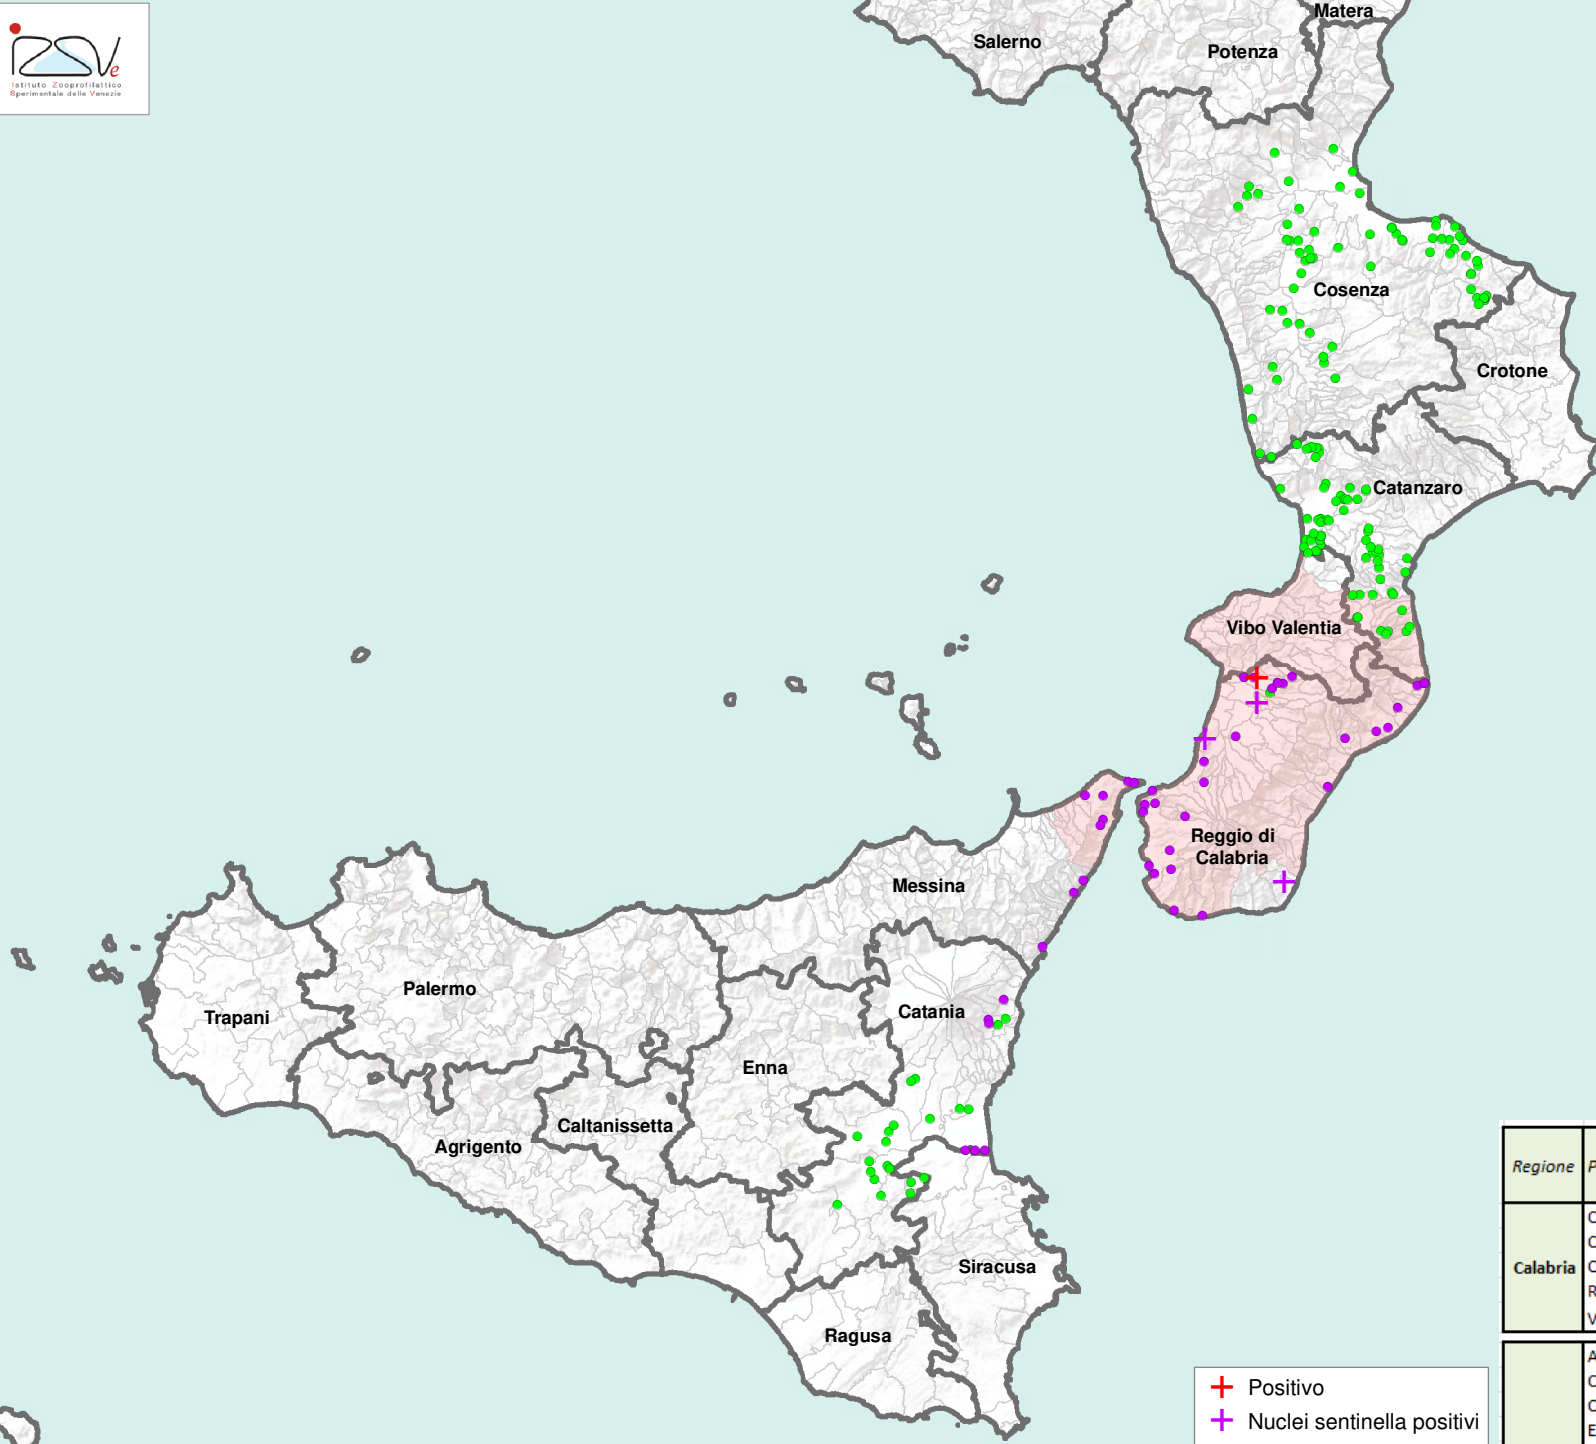 IZSVe
Istituto Zooprofilattico
Sperimentale delle Venezie
Matera
Salerno
Potenza
Cosenza
Crotone
Catanzaro
Vibo Valentia
Reggio di
Calabria
Messina
Palermo
Catania
Trapani
Enna
Caltanissetta
Agrigento
Siracusa
Ragusa
Regione P
Calabria
C
C
C
R
V
A
C
C
E
Positivo
Nuclei sentinella positivi